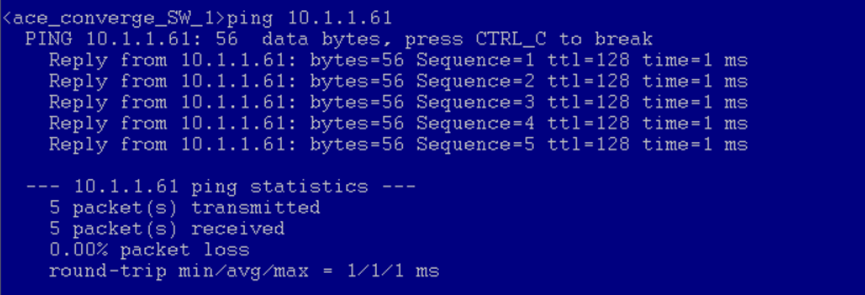 <ace_converge_SW_1>ping 10.1.1.61
PING 10.1.1.61: 56  data bytes, press CTRL_C to break
Reply from 10.1.1.61: bytes=56 Sequence=1 ttl=128 time=1 ms
Reply from 10.1.1.61: bytes=56 Sequence=2 ttl=128 time=1 ms
Reply from 10.1.1.61: bytes=56 Sequence=3 ttl=128 time=1 ms
Reply from 10.1.1.61: bytes=56 Sequence=4 ttl=128 time=1 ms
Reply from 10.1.1.61: bytes=56 Sequence=5 ttl=128 time=1 ms
--- 10.1.1.61 ping statistics ---
5 packet(s) transmitted
5 packet(s) received
0.00% packet loss
round-trip min/avg/max = 1/1/1 ms